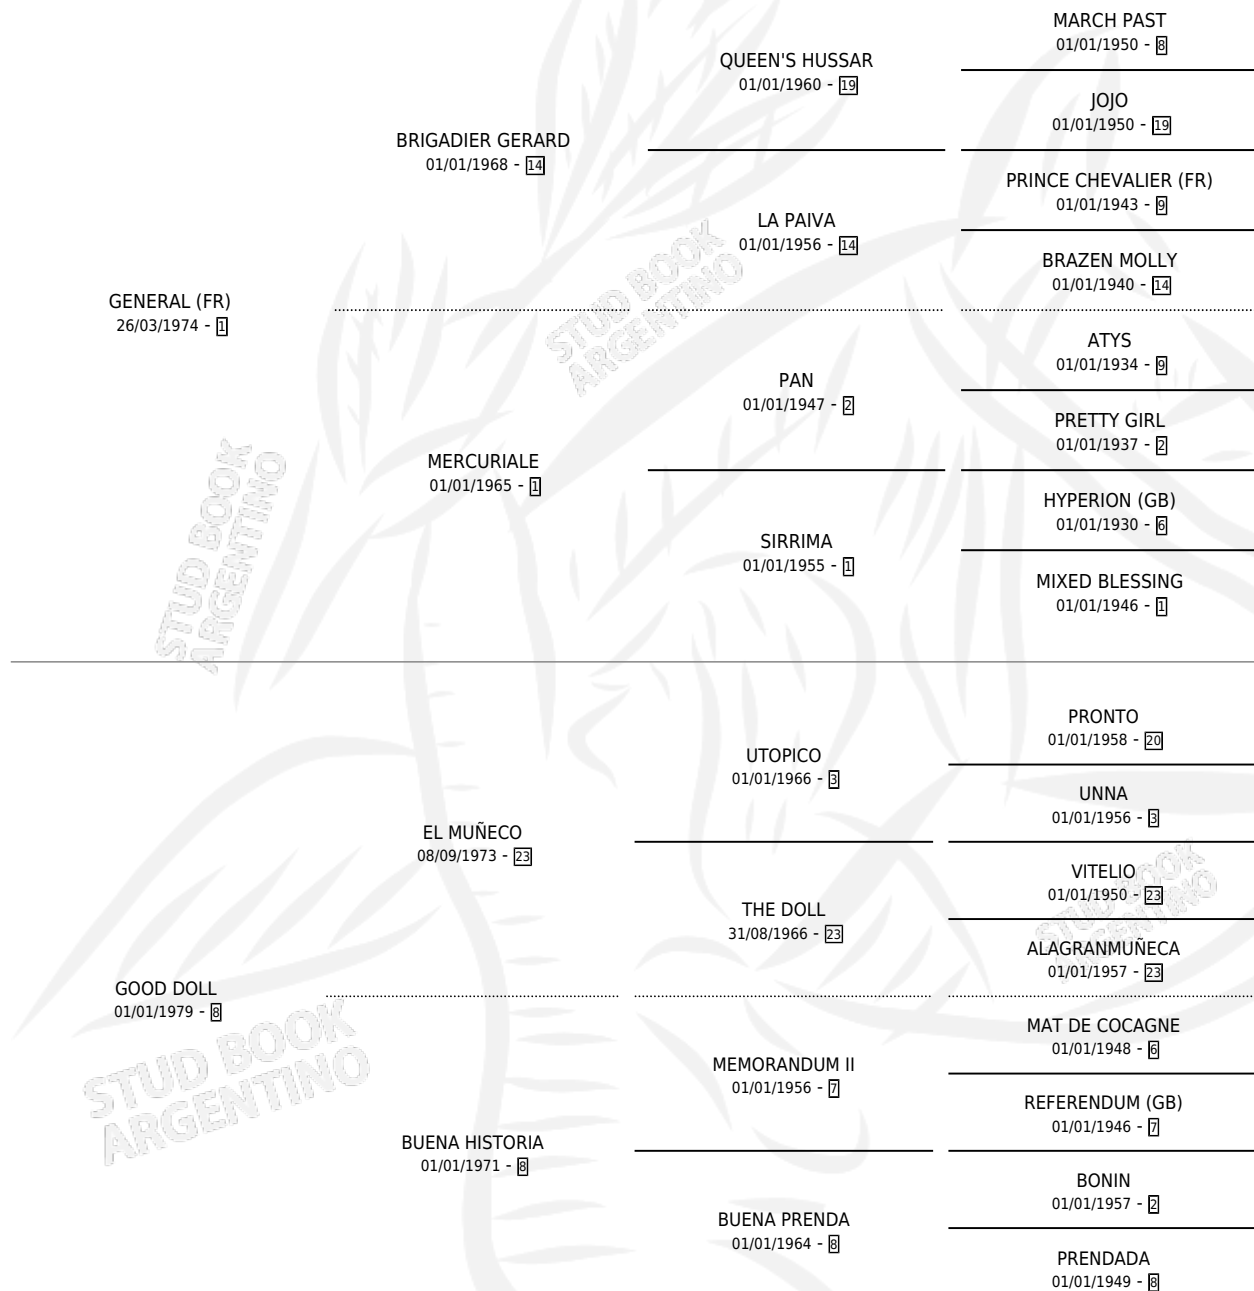 MARCH PAST
01/01/1950 - 8
QUEEN'S HUSSAR
01/01/1960 - 19
JOJO
01/01/1950 - 19
BRIGADIER GERARD
01/01/1968 - 14
PRINCE CHEVALIER (FR)
01/01/1943 - 9
LA PAIVA
01/01/1956 - 14
BRAZEN MOLLY
01/01/1940 - 14
GENERAL (FR)
26/03/1974 - 1
ATYS
01/01/1934 - 9
PAN
01/01/1947 - 2
PRETTY GIRL
01/01/1937 - 2
MERCURIALE
01/01/1965 - 1
HYPERION (GB)
01/01/1930 - 6
SIRRIMA
01/01/1955 - 1
MIXED BLESSING
01/01/1946 - 1
PRONTO
01/01/1958 - 20
UTOPICO
01/01/1966 - 3
UNNA
01/01/1956 - 3
EL MUÑECO
08/09/1973 - 23
VITELIO
01/01/1950 - 23
THE DOLL
31/08/1966 - 23
ALAGRANMUÑECA
01/01/1957 - 23
GOOD DOLL
01/01/1979 - 8
MAT DE COCAGNE
01/01/1948 - 6
MEMORANDUM II
01/01/1956 - 7
REFERENDUM (GB)
01/01/1946 - 7
BUENA HISTORIA
01/01/1971 - 8
BONIN
01/01/1957 - 2
BUENA PRENDA
01/01/1964 - 8
PRENDADA
01/01/1949 - 8
STUD BOOK
ARGENTINO
STUD BOOK
ARGENTINO
STUD BOOK
ARGENTINO
STUD BOOK
ARGENTINO